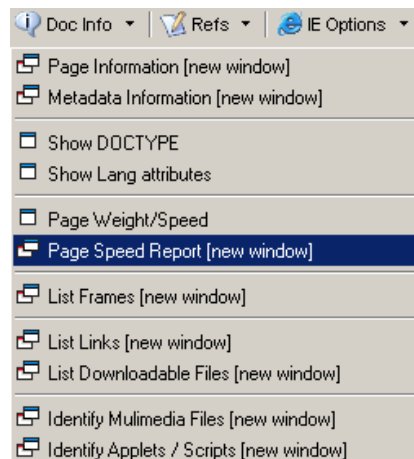 Doc Info Refs IE Options
Page Information [new window]
Metadata Information [new window]
Show DOCTYPE
Show Lang attributes
Page Weight/Speed
Page Speed Report [new window]
List Frames [new window]
List Links [new window]
List Downloadable Files [new window]
Identify Mulimedia Files [new window]
Identify Applets / Scripts [new window]